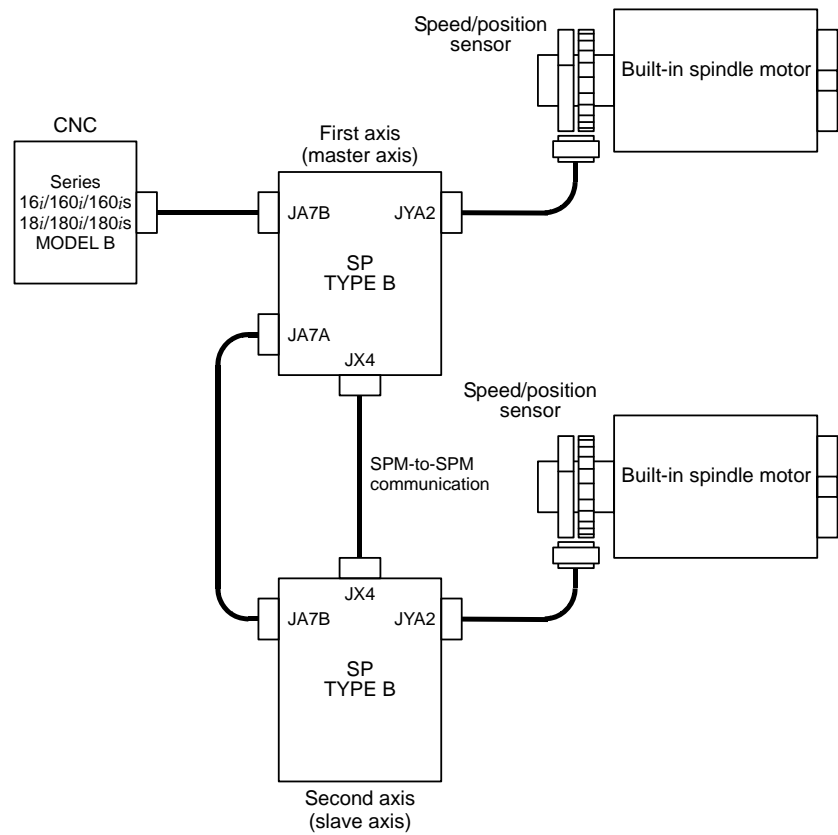 Speed/position
sensor
Built-in spindle motor
CNC
First axis
(master axis)
Series
16i/160i/160is
18i/180i/180is
MODEL B
JA7B
JYA2
SP
TYPE B
JA7A
JX4
Speed/position
sensor
SPM-to-SPM
communication
Built-in spindle motor
JX4
JA7B
JYA2
SP
TYPE B
Second axis
(slave axis)